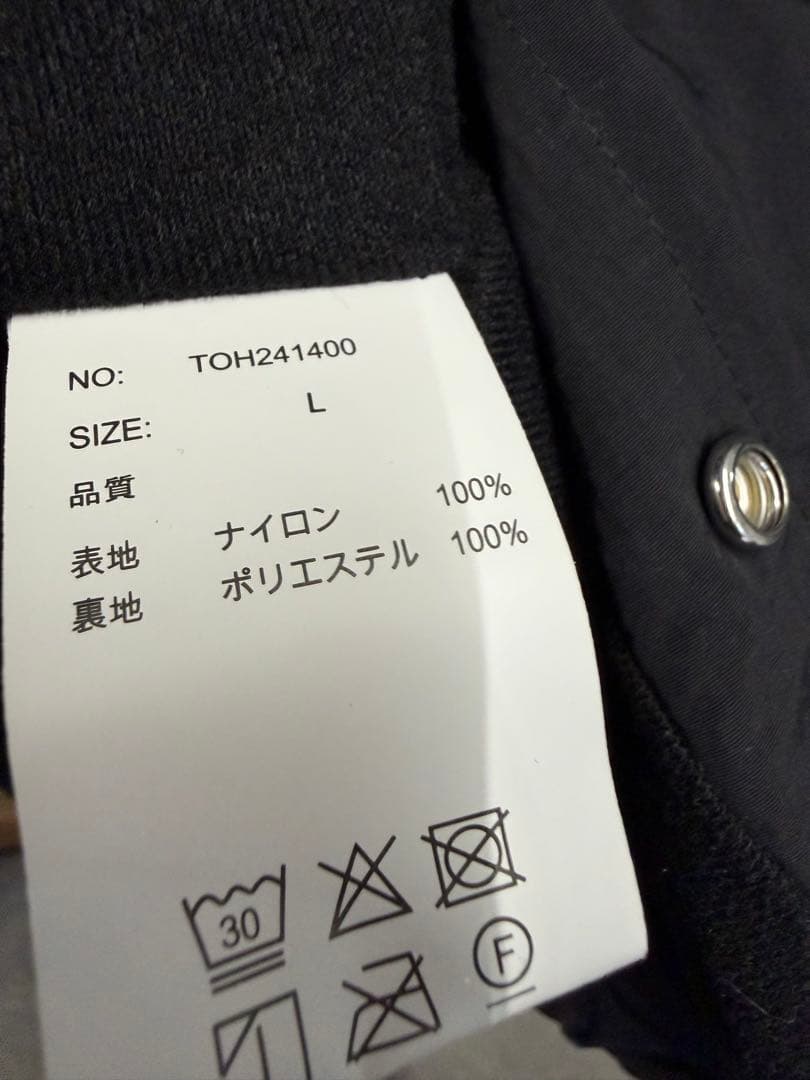 NO: TOH241400
SIZE: L
品質
表地 ナイロン 100%
裏地 ポリエステル 100%
30
F